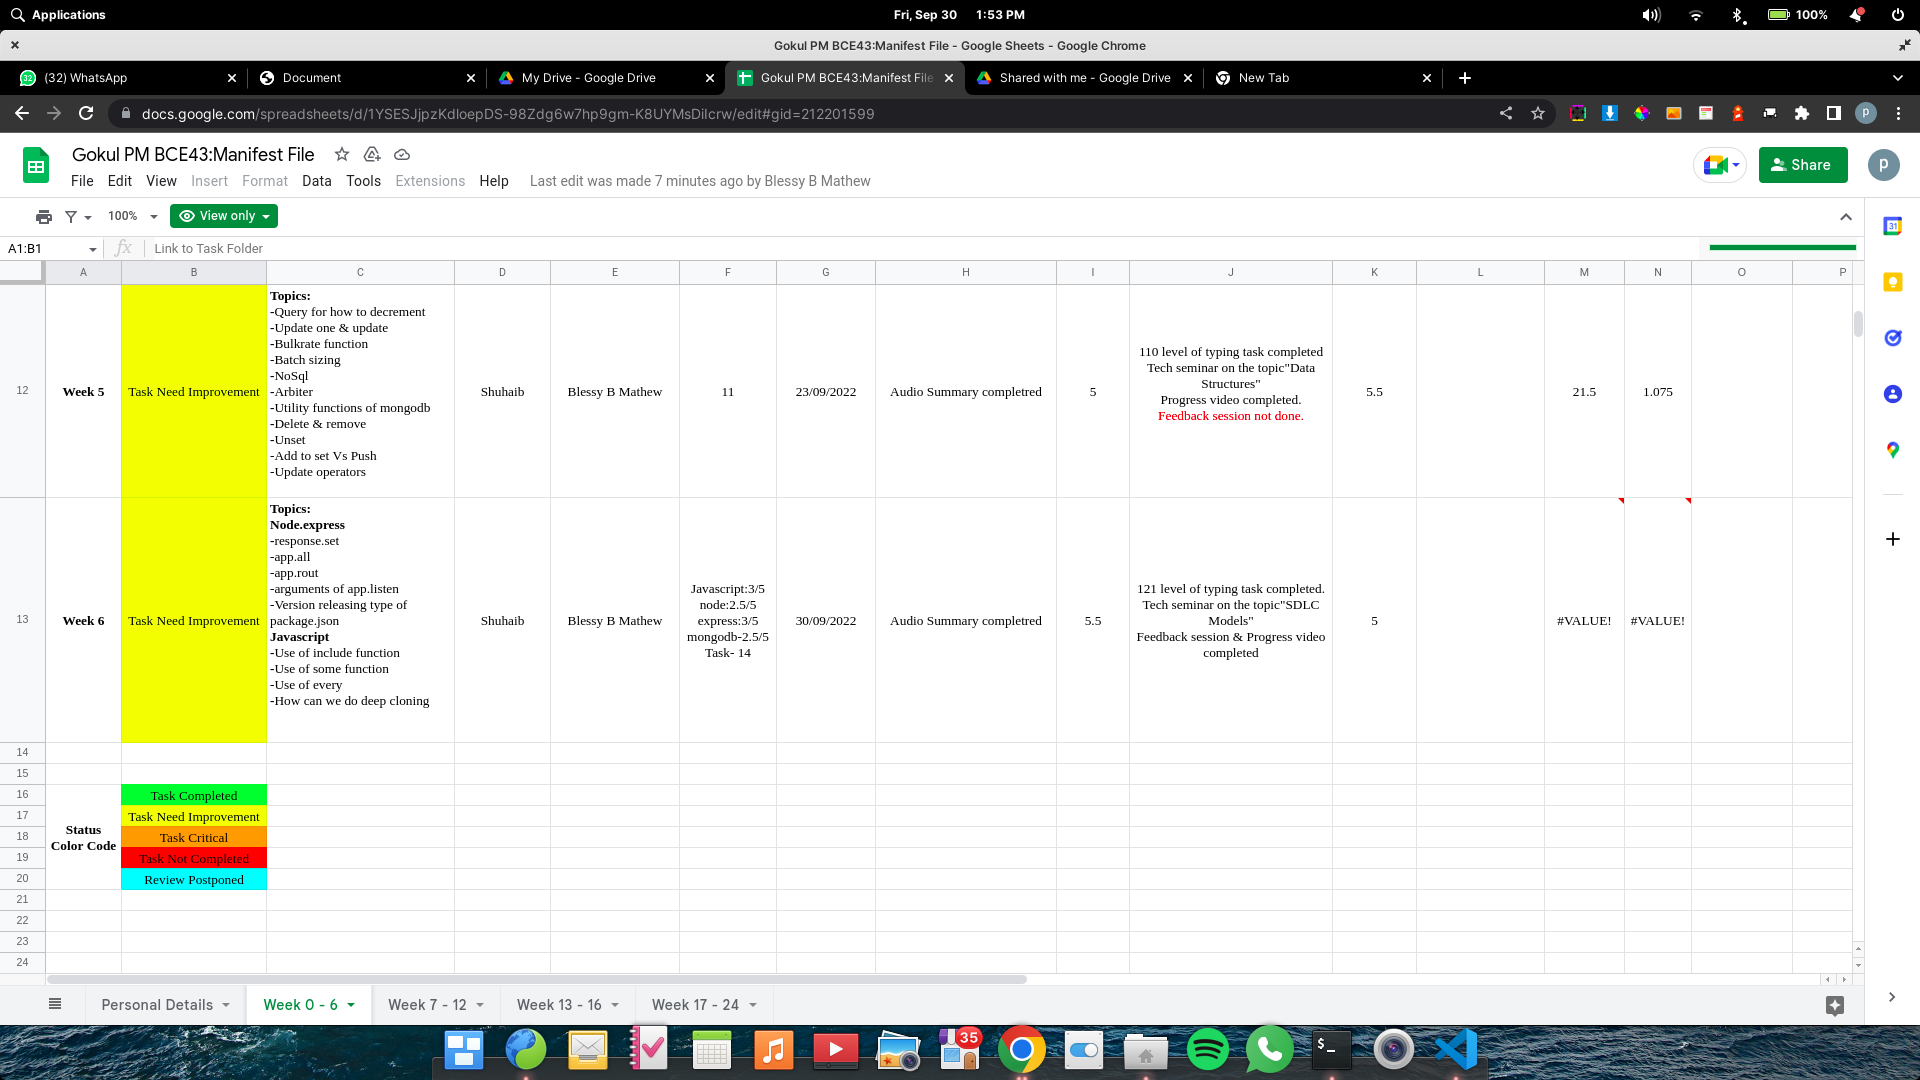 Applications
Fri, Sep 30 1:53 PM
100%
Gokul PM BCE43:Manifest File - Google Sheets - Google Chrome
(32) WhatsApp
Document
My Drive - Google Drive
Gokul PM BCE43:Manifest File
Shared with me - Google Drive
New Tab
docs.google.com/spreadsheets/d/1YSESJjpzKdloepDS-98Zdg6w7hp9gm-K8UYMsDiIcrw/edit#gid=212201599
Gokul PM BCE43:Manifest File
File Edit View Insert Format Data Tools Extensions Help Last edit was made 7 minutes ago by Blessy B Mathew
Share
p
100%
View only
A1:B1
fx
Link to Task Folder
A B C D E F G H I J K L M N O P
12
Week 5
Task Need Improvement
Topics:
-Query for how to decrement
-Update one & update
-Bulkrate function
-Batch sizing
-NoSql
-Arbiter
-Utility functions of mongodb
-Delete & remove
-Unset
-Add to set Vs Push
-Update operators
Shuhaib
Blessy B Mathew
11
23/09/2022
Audio Summary completred
5
110 level of typing task completed
Tech seminar on the topic"Data
Structures"
Progress video completed.
Feedback session not done.
5.5
21.5
1.075
13
Week 6
Task Need Improvement
Topics:
Node.express
-response.set
-app.all
-app.rout
-arguments of app.listen
-Version releasing type of
package.json
Javascript
-Use of include function
-Use of some function
-Use of every
-How can we do deep cloning
Shuhaib
Blessy B Mathew
Javascript:3/5
node:2.5/5
express:3/5
mongodb-2.5/5
Task- 14
30/09/2022
Audio Summary completred
5.5
121 level of typing task completed.
Tech seminar on the topic"SDLC
Models"
Feedback session & Progress video
completed
5
#VALUE!
#VALUE!
14
15
16
17
18
19
20
21
22
23
24
Status
Color Code
Task Completed
Task Need Improvement
Task Critical
Task Not Completed
Review Postponed
Personal Details
Week 0 - 6
Week 7 - 12
Week 13 - 16
Week 17 - 24
35